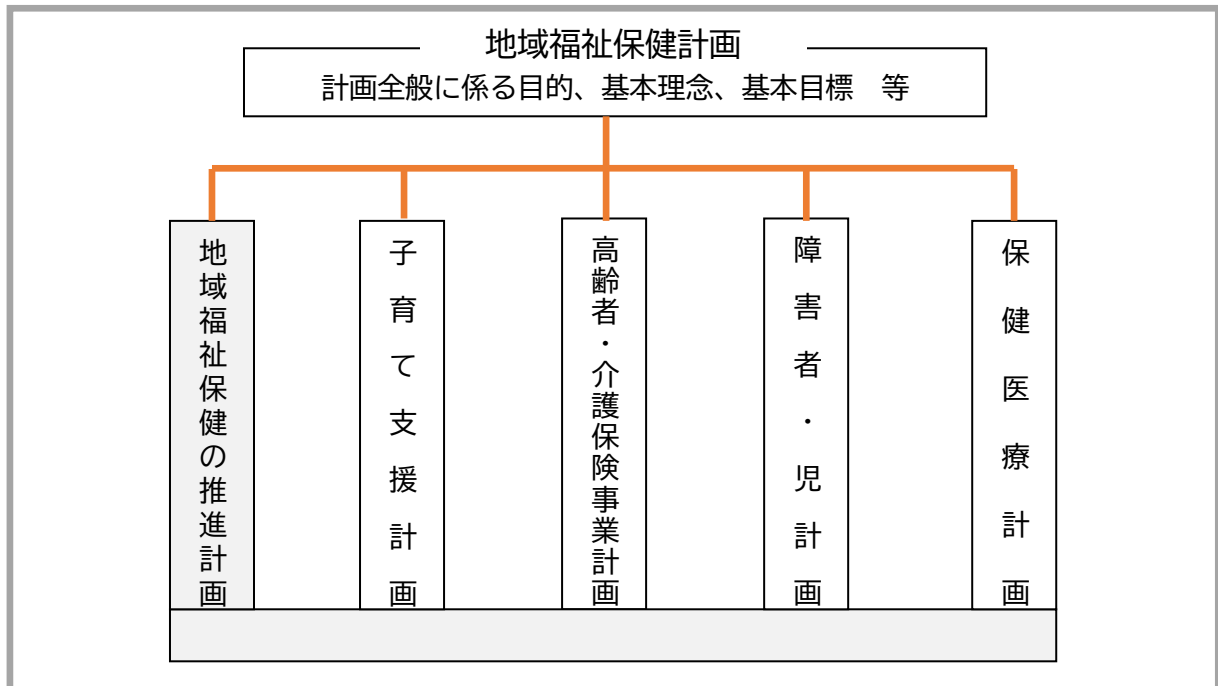 地域福祉保健計画
計画全般に係る目的、基本理念、基本目標　等
地域福祉保健の推進計画
子育て支援計画
高齢者・介護保険事業計画
障害者・児計画
保健医療計画